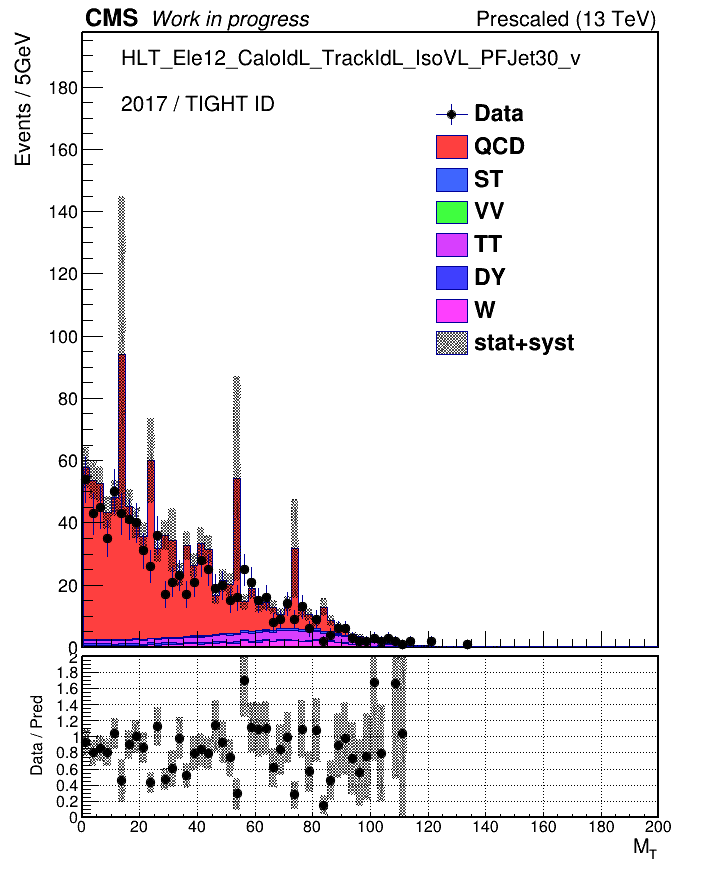 CMS Work in progress Prescaled (13 TeV)
HLT_Ele12_CaloIdL_TrackIdL_IsoVL_PFJet30_v
2017 / TIGHT ID
Events / 5GeV
180
160
140
120
100
80
60
40
20
0
Data
QCD
ST
VV
TT
DY
W
stat+syst
Data / Pred
2
1.8
1.6
1.4
1.2
1
0.8
0.6
0.4
0.2
0
0 20 40 60 80 100 120 140 160 180 200
M_T